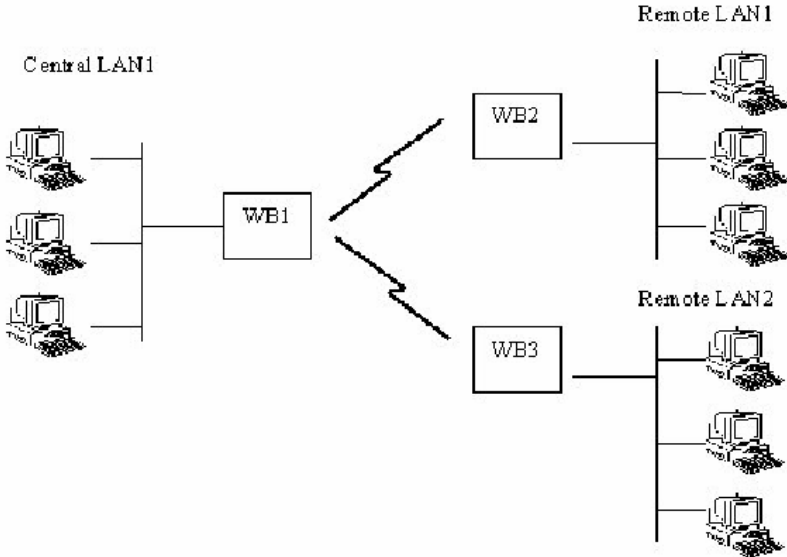 Remote LAN1
Central LAN1
WB2
WB1
Remote LAN2
WB3